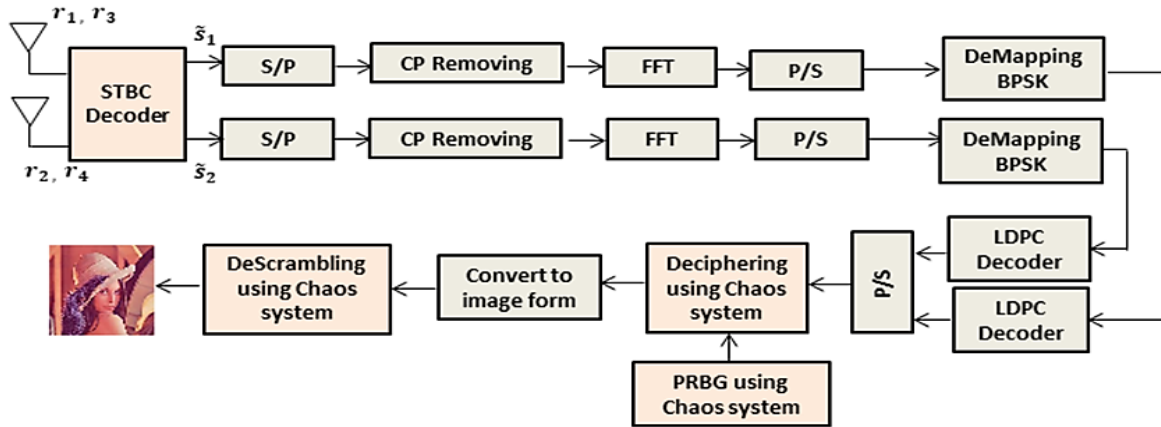 r₁, r₃
s̃₁
S/P
CP Removing
FFT
P/S
DeMapping
BPSK
STBC
Decoder
S/P
CP Removing
FFT
P/S
DeMapping
BPSK
r₂, r₄
s̃₂
LDPC
Decoder
LDPC
Decoder
P/S
Deciphering
using Chaos
system
Convert to
image form
DeScrambling
using Chaos
system
PRBG using
Chaos system